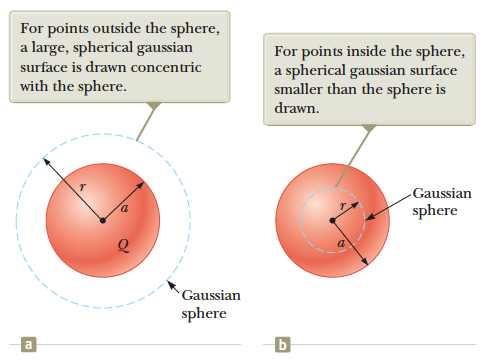 For points outside the sphere,
a large, spherical gaussian
surface is drawn concentric
with the sphere.
r
a
Q
Gaussian
sphere
a
For points inside the sphere,
a spherical gaussian surface
smaller than the sphere is
drawn.
r
a
Gaussian
sphere
b